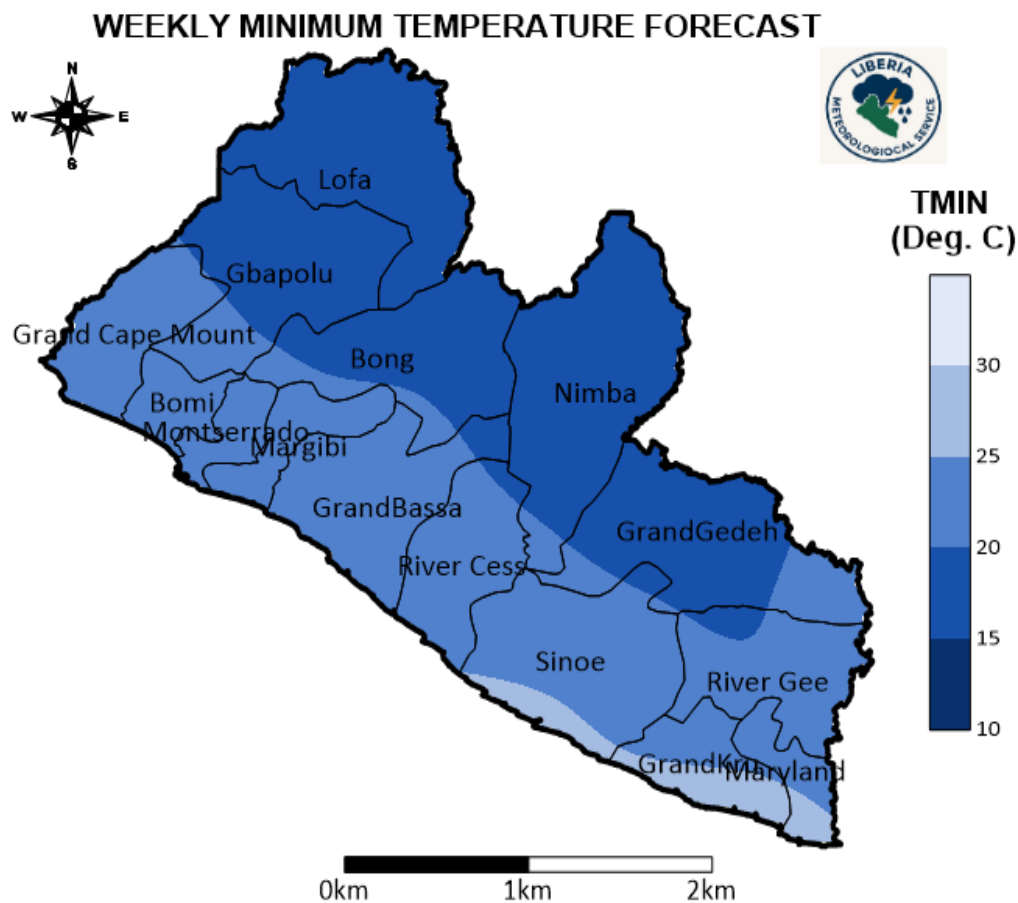 WEEKLY MINIMUM TEMPERATURE FORECAST
N
W
E
S
LIBERIA
METEOROLOGIOCAL SERVICE
TMIN
(Deg. C)
30
25
20
15
10
Lofa
Gbapolu
Grand Cape Mount
Bong
Nimba
Bomi
Montserrado
Margibi
GrandBassa
GrandGedeh
River Cess
Sinoe
River Gee
GrandKru
Maryland
0km
1km
2km